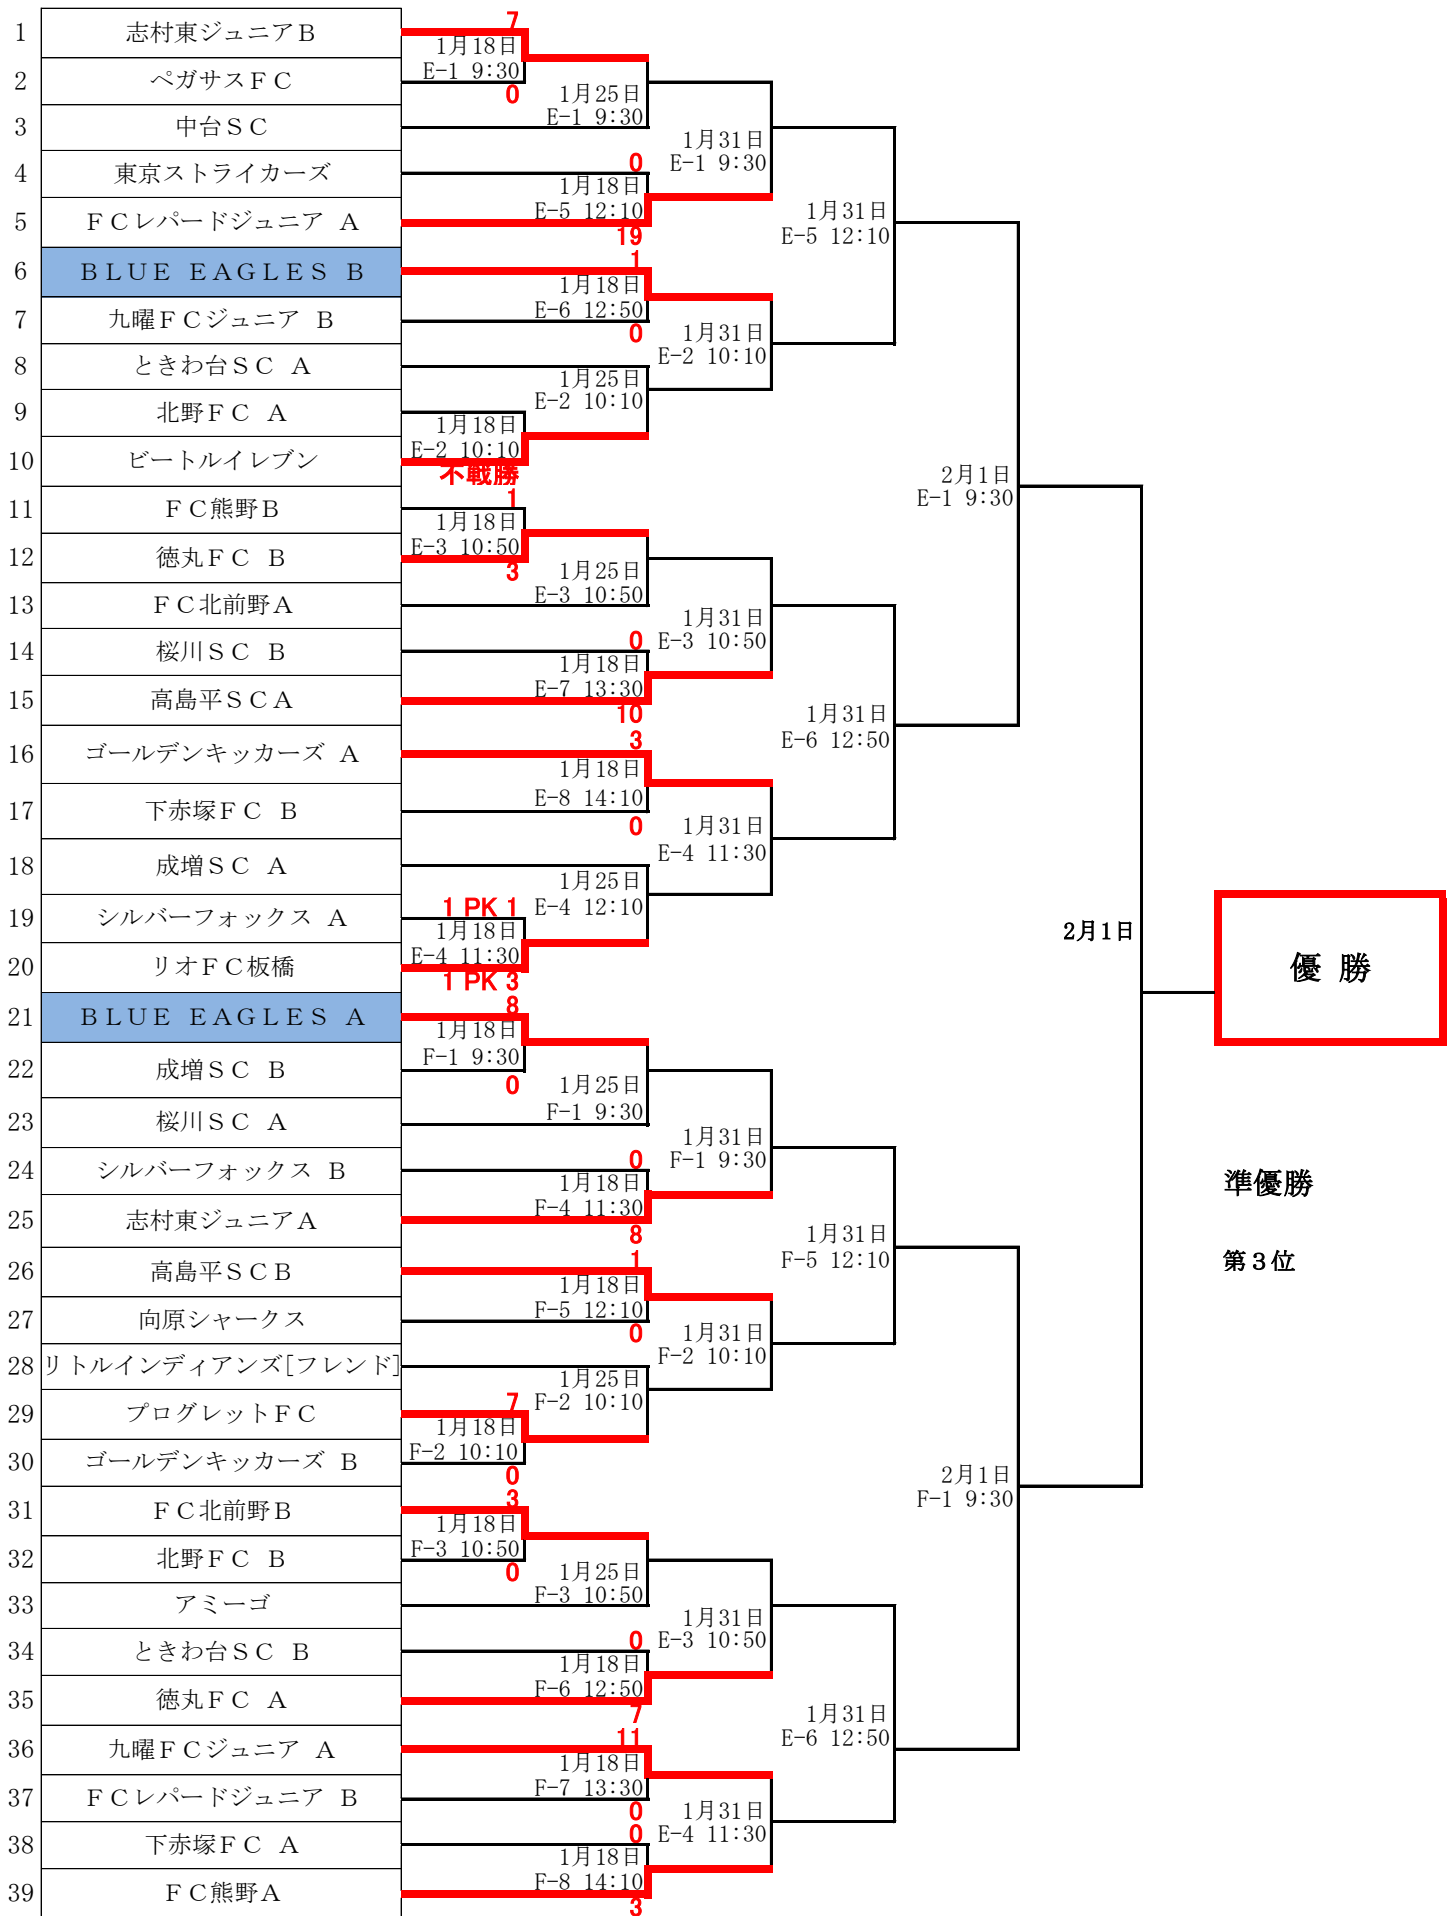 1 志村東ジュニアB
2 ペガサスFC
3 中台SC
4 東京ストライカーズ
5 FCレパードジュニア A
6 BLUE EAGLES B
7 九曜FCジュニア B
8 ときわ台SC A
9 北野FC A
10 ビートルイレブン
11 FC熊野B
12 徳丸FC B
13 FC北前野A
14 桜川SC B
15 高島平SCA
16 ゴールデンキッカーズ A
17 下赤塚FC B
18 成増SC A
19 シルバーフォックス A
20 リオFC板橋
21 BLUE EAGLES A
22 成増SC B
23 桜川SC A
24 シルバーフォックス B
25 志村東ジュニアA
26 高島平SCB
27 向原シャークス
28 リトルインディアンズ[フレンド]
29 プログレットFC
30 ゴールデンキッカーズ B
31 FC北前野B
32 北野FC B
33 アミーゴ
34 ときわ台SC B
35 徳丸FC A
36 九曜FCジュニア A
37 FCレパードジュニア B
38 下赤塚FC A
39 FC熊野A
7
1月18日
E-1 9:30
0
1月18日
E-2 10:10
不戦勝
1
1月18日
E-3 10:50
3
1 PK 1
1月18日
E-4 11:30
1 PK 3
8
1月18日
F-1 9:30
0
7
1月18日
F-2 10:10
0
3
1月18日
F-3 10:50
0
1月25日
E-1 9:30
0
1月18日
E-5 12:10
19
1
1月18日
E-6 12:50
0
1月25日
E-2 10:10
1月25日
E-3 10:50
0
1月18日
E-7 13:30
10
3
1月18日
E-8 14:10
0
1月25日
E-4 12:10
1月25日
F-1 9:30
0
1月18日
F-4 11:30
8
1
1月18日
F-5 12:10
0
1月25日
F-2 10:10
1月25日
F-3 10:50
0
1月18日
F-6 12:50
7
11
1月18日
F-7 13:30
0
0
1月18日
F-8 14:10
3
1月31日
E-1 9:30
1月31日
E-2 10:10
1月31日
E-3 10:50
1月31日
E-4 11:30
1月31日
F-1 9:30
1月31日
F-2 10:10
1月31日
E-3 10:50
1月31日
E-4 11:30
1月31日
E-5 12:10
1月31日
E-6 12:50
1月31日
F-5 12:10
1月31日
E-6 12:50
2月1日
E-1 9:30
2月1日
F-1 9:30
2月1日
優 勝
準優勝
第3位